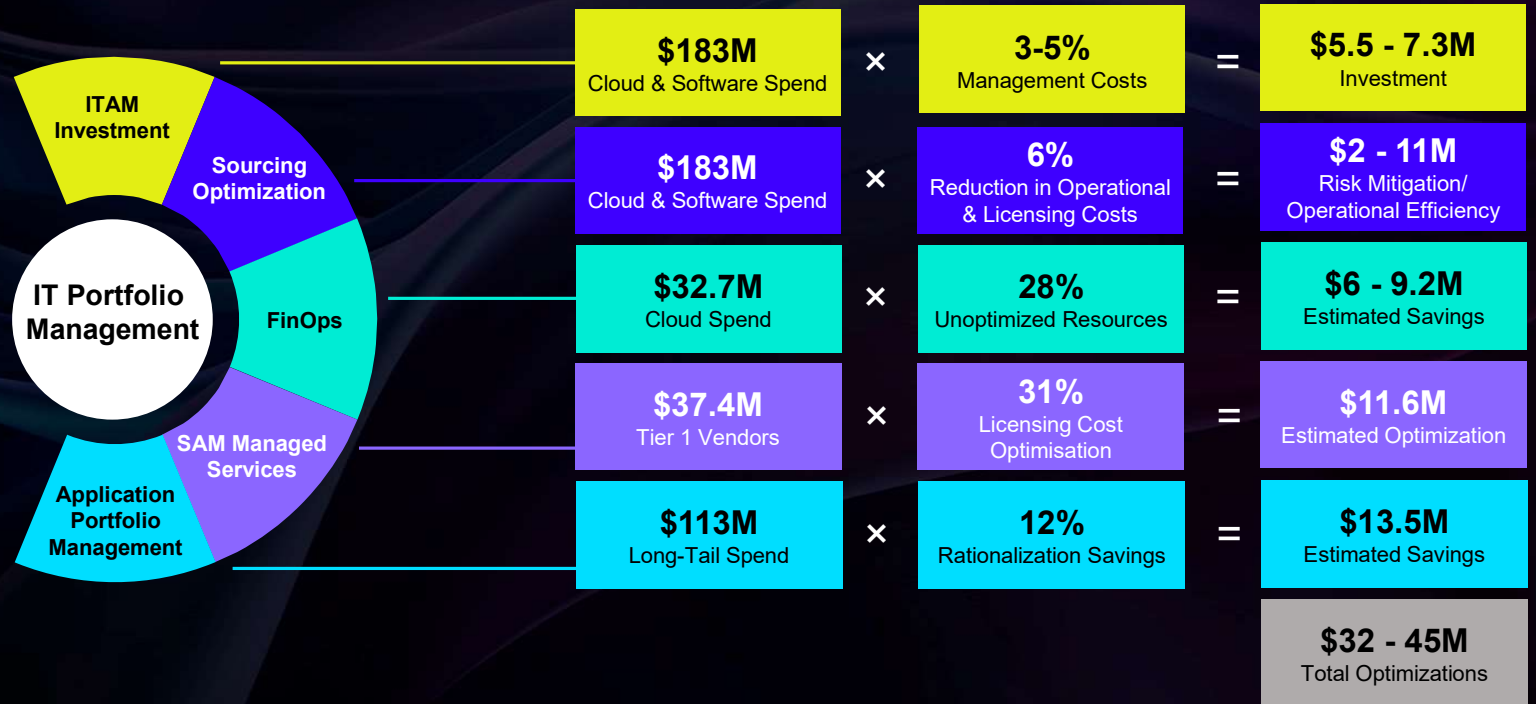 ITAM
Investment
Sourcing
Optimization
IT Portfolio
Management
FinOps
SAM Managed
Services
Application
Portfolio
Management
$183M
Cloud & Software Spend
×
3-5%
Management Costs
=
$5.5 - 7.3M
Investment
$183M
Cloud & Software Spend
×
6%
Reduction in Operational
& Licensing Costs
=
$2 - 11M
Risk Mitigation/
Operational Efficiency
$32.7M
Cloud Spend
×
28%
Unoptimized Resources
=
$6 - 9.2M
Estimated Savings
$37.4M
Tier 1 Vendors
×
31%
Licensing Cost
Optimisation
=
$11.6M
Estimated Optimization
$113M
Long-Tail Spend
×
12%
Rationalization Savings
=
$13.5M
Estimated Savings
$32 - 45M
Total Optimizations